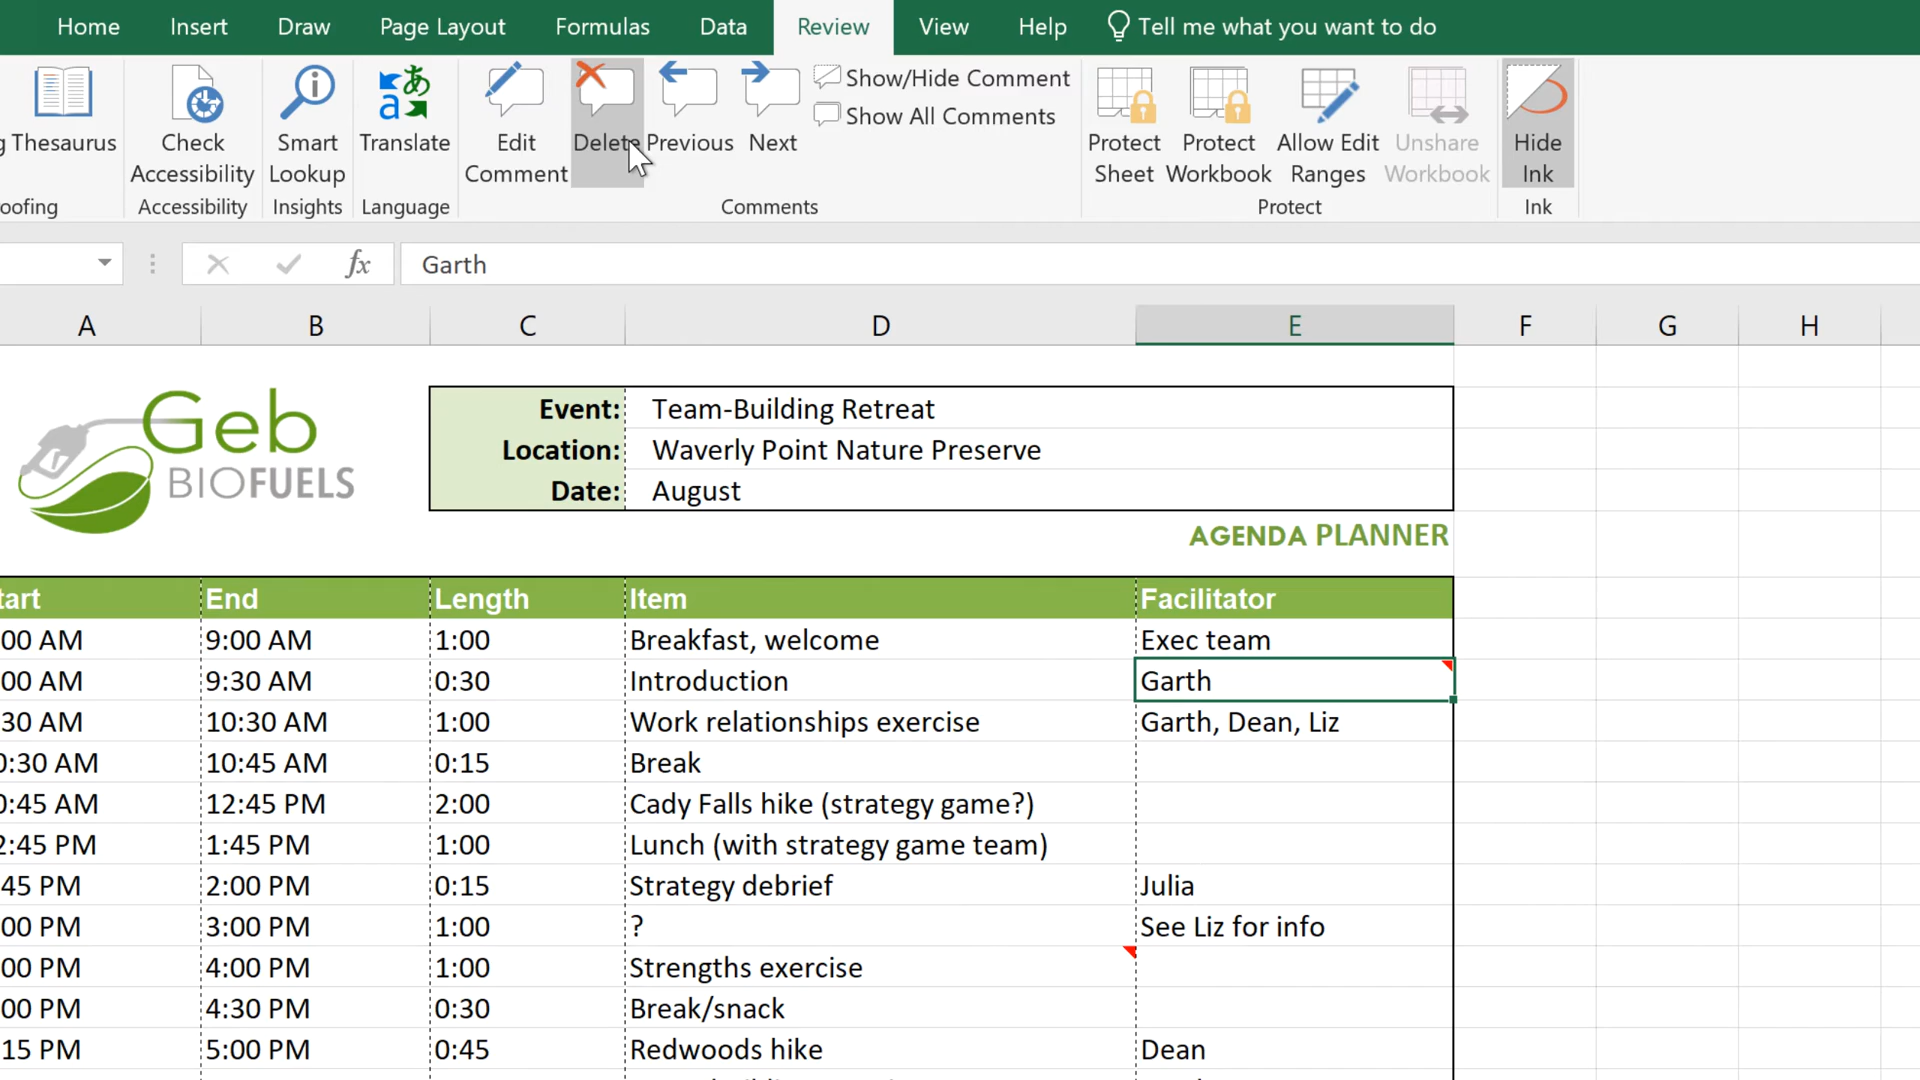 Home Insert Draw Page Layout Formulas Data Review View Help Tell me what you want to do
Thesaurus
Check Accessibility
Smart Lookup
Translate
Edit Comment
Delete
Previous
Next
Show/Hide Comment
Show All Comments
Protect Sheet
Protect Workbook
Allow Edit Ranges
Unshare Workbook
Hide Ink
oofing Accessibility Insights Language Comments Protect Ink
fx Garth
A B C D E F G H
Geb
BIOFUELS
Event: Team-Building Retreat
Location: Waverly Point Nature Preserve
Date: August
AGENDA PLANNER
tart End Length Item Facilitator
00 AM 9:00 AM 1:00 Breakfast, welcome Exec team
00 AM 9:30 AM 0:30 Introduction Garth
30 AM 10:30 AM 1:00 Work relationships exercise Garth, Dean, Liz
0:30 AM 10:45 AM 0:15 Break
0:45 AM 12:45 PM 2:00 Cady Falls hike (strategy game?)
2:45 PM 1:45 PM 1:00 Lunch (with strategy game team)
45 PM 2:00 PM 0:15 Strategy debrief Julia
00 PM 3:00 PM 1:00 ? See Liz for info
00 PM 4:00 PM 1:00 Strengths exercise
00 PM 4:30 PM 0:30 Break/snack
15 PM 5:00 PM 0:45 Redwoods hike Dean